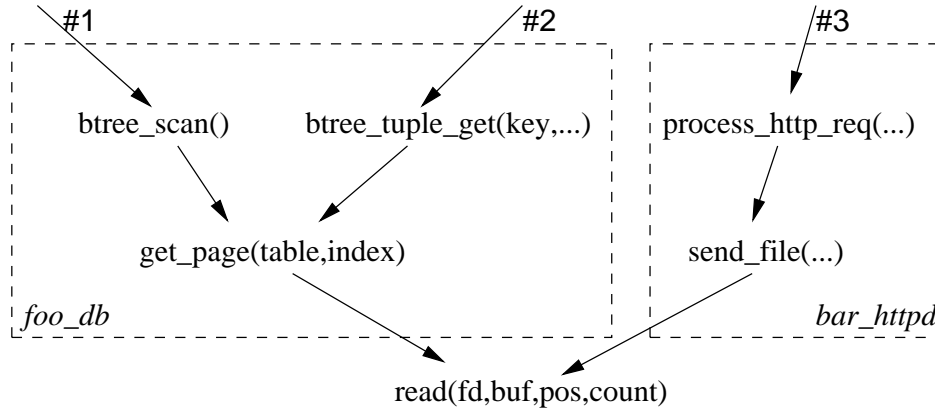 #1
#2
#3
btree_scan()
btree_tuple_get(key,...)
process_http_req(...)
get_page(table,index)
send_file(...)
foo_db
bar_httpd
read(fd,buf,pos,count)